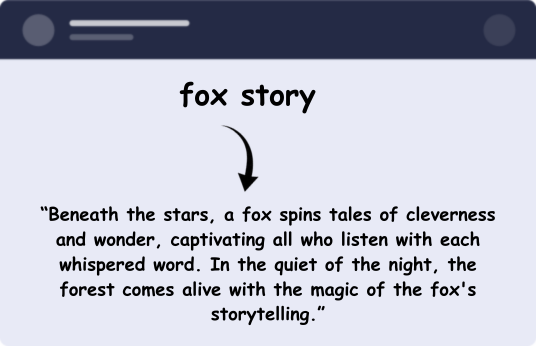 fox story
“Beneath the stars, a fox spins tales of cleverness
and wonder, captivating all who listen with each
whispered word. In the quiet of the night, the
forest comes alive with the magic of the fox's
storytelling.”